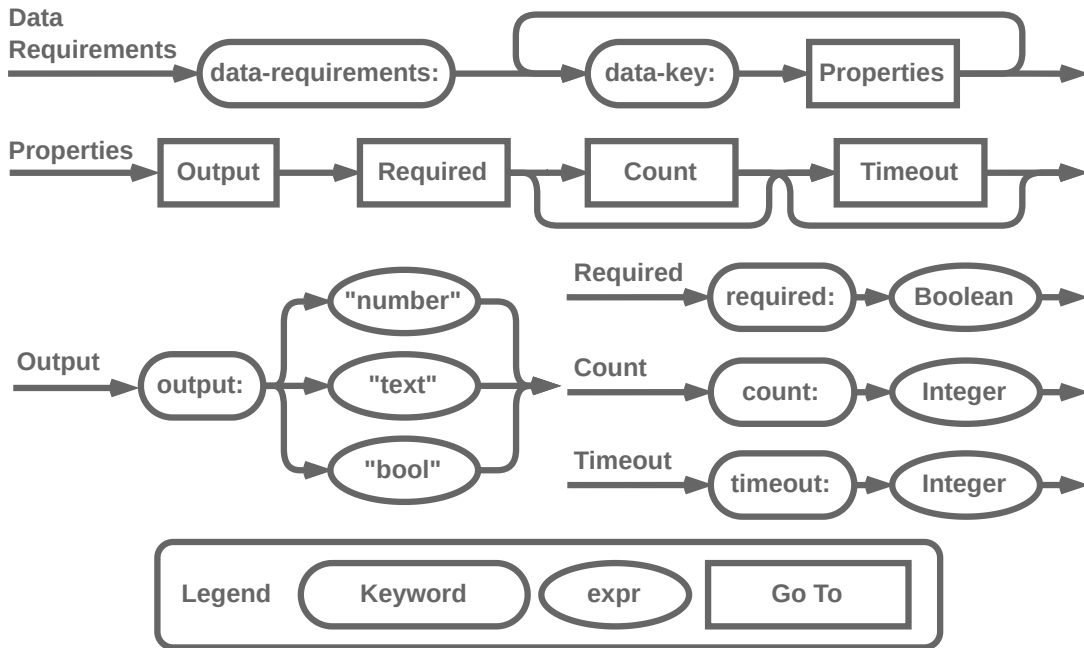 Data
Requirements
data-requirements:
data-key:
Properties
Properties
Output
Required
Count
Timeout
Output
output:
"number"
"text"
"bool"
Required
required:
Boolean
Count
count:
Integer
Timeout
timeout:
Integer
Legend
Keyword
expr
Go To